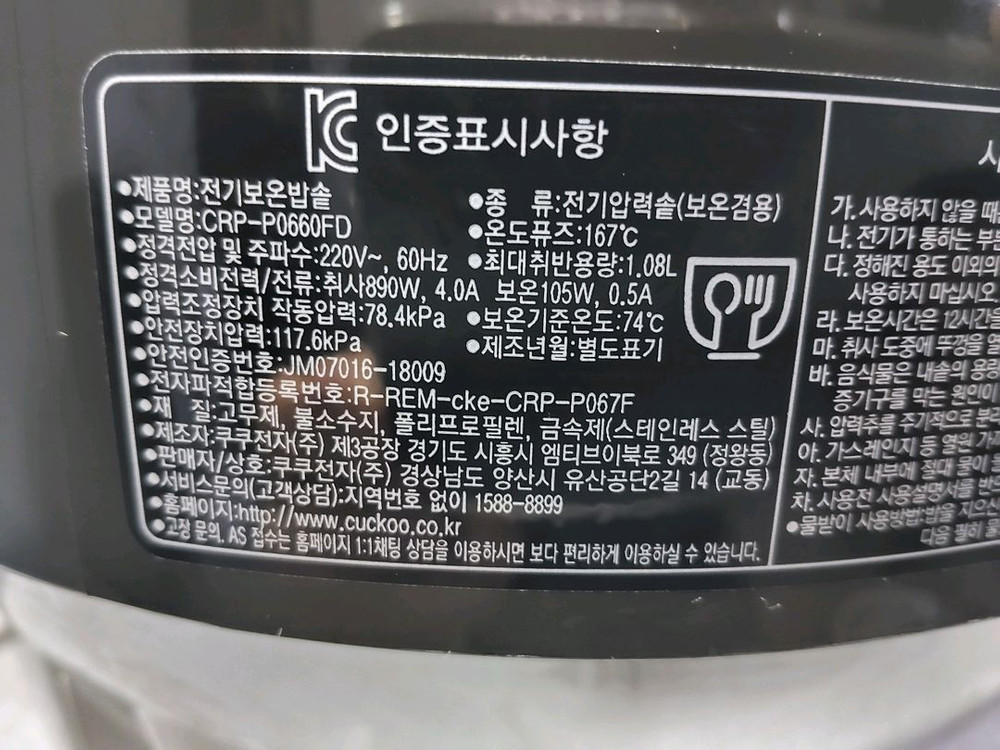 KC 인증표시사항
•제품명:전기보온밥솥
•종 류:전기압력솥(보온겸용)
•모델명:CRP-P0660FD
•온도퓨즈:167℃
•정격전압 및 주파수:220V~, 60Hz
•최대취반용량:1.08L
•정격소비전력/전류:취사890W, 4.0A 보온105W, 0.5A
•압력조정장치 작동압력:78.4kPa
•보온기준온도:74℃
•안전장치압력:117.6kPa
•제조년월:별도표기
•안전인증번호:JM07016-18009
•전자파적합등록번호:R-REM-cke-CRP-P067F
•재 질:고무제, 불소수지, 폴리프로필렌, 금속제(스테인레스 스틸)
•제조자:쿠쿠전자(주) 제3공장 경기도 시흥시 엠티브이북로 349 (정왕동)
•판매자/상호:쿠쿠전자(주) 경상남도 양산시 유산공단2길 14 (교동)
•서비스문의(고객상담):지역번호 없이 1588-8899
•홈페이지:http://www.cuckoo.co.kr
•고장 문의, AS 접수는 홈페이지 1:1채팅 상담을 이용하시면 보다 편리하게 이용하실 수 있습니다.
가. 사용하지 않을 때
나. 전기가 통하는
다. 정해진 용도 이외의
사용하지 마십시오
라. 보온시간은 12시간
마. 취사 도중에 뚜껑을
바. 음식물은 내솥의 용량
증기구를 막는 원인이
사. 압력추를 주기적으로
아. 가스레인지 등 열원
자. 본체 내부에 절대 물이
차. 사용전 사용설명서를
•물받이 사용방법:밥을 지으신
다음